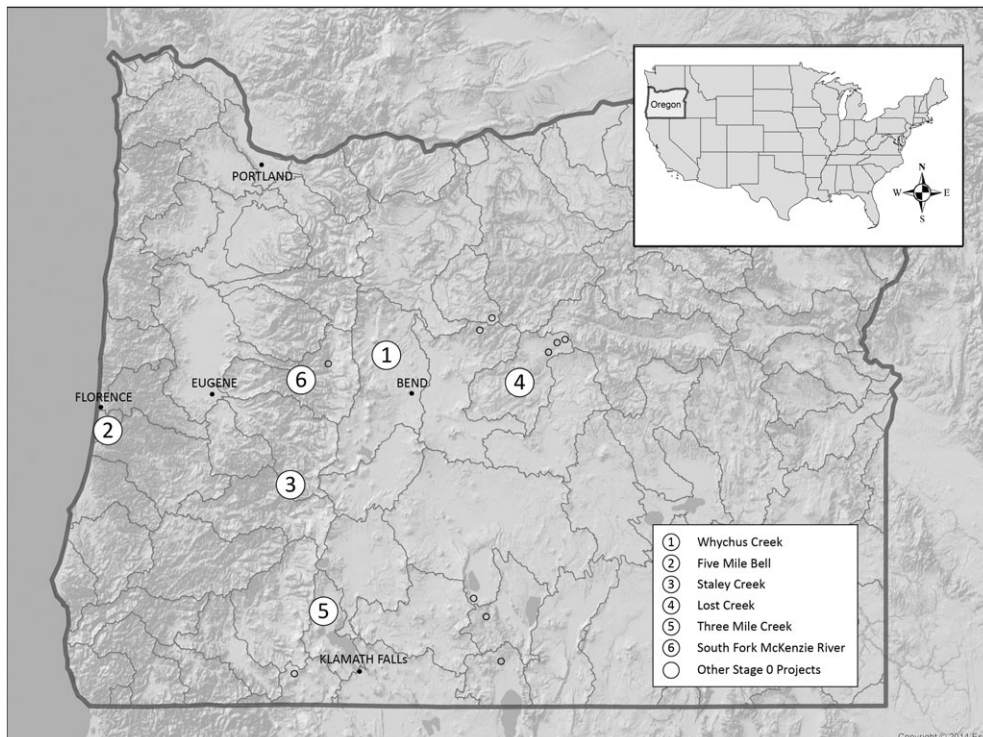 Oregon
N
W E
S
PORTLAND
1
6
EUGENE
BEND
4
FLORENCE
2
3
5
KLAMATH FALLs
1 Whychus Creek
2 Five Mile Bell
3 Staley Creek
4 Lost Creek
5 Three Mile Creek
6 South Fork McKenzie River
Other Stage 0 Projects
Copyright © 2014 Es